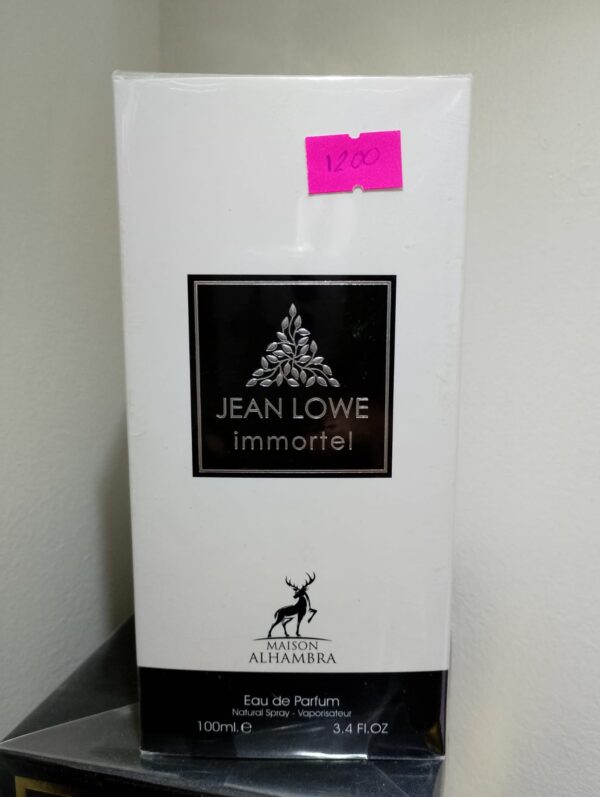 1200
JEAN LOWE
immortel
MAISON
ALHAMBRA
Eau de Parfum
Natural Spray - Vaporisateur
100ml.℮ 3.4 Fl.OZ